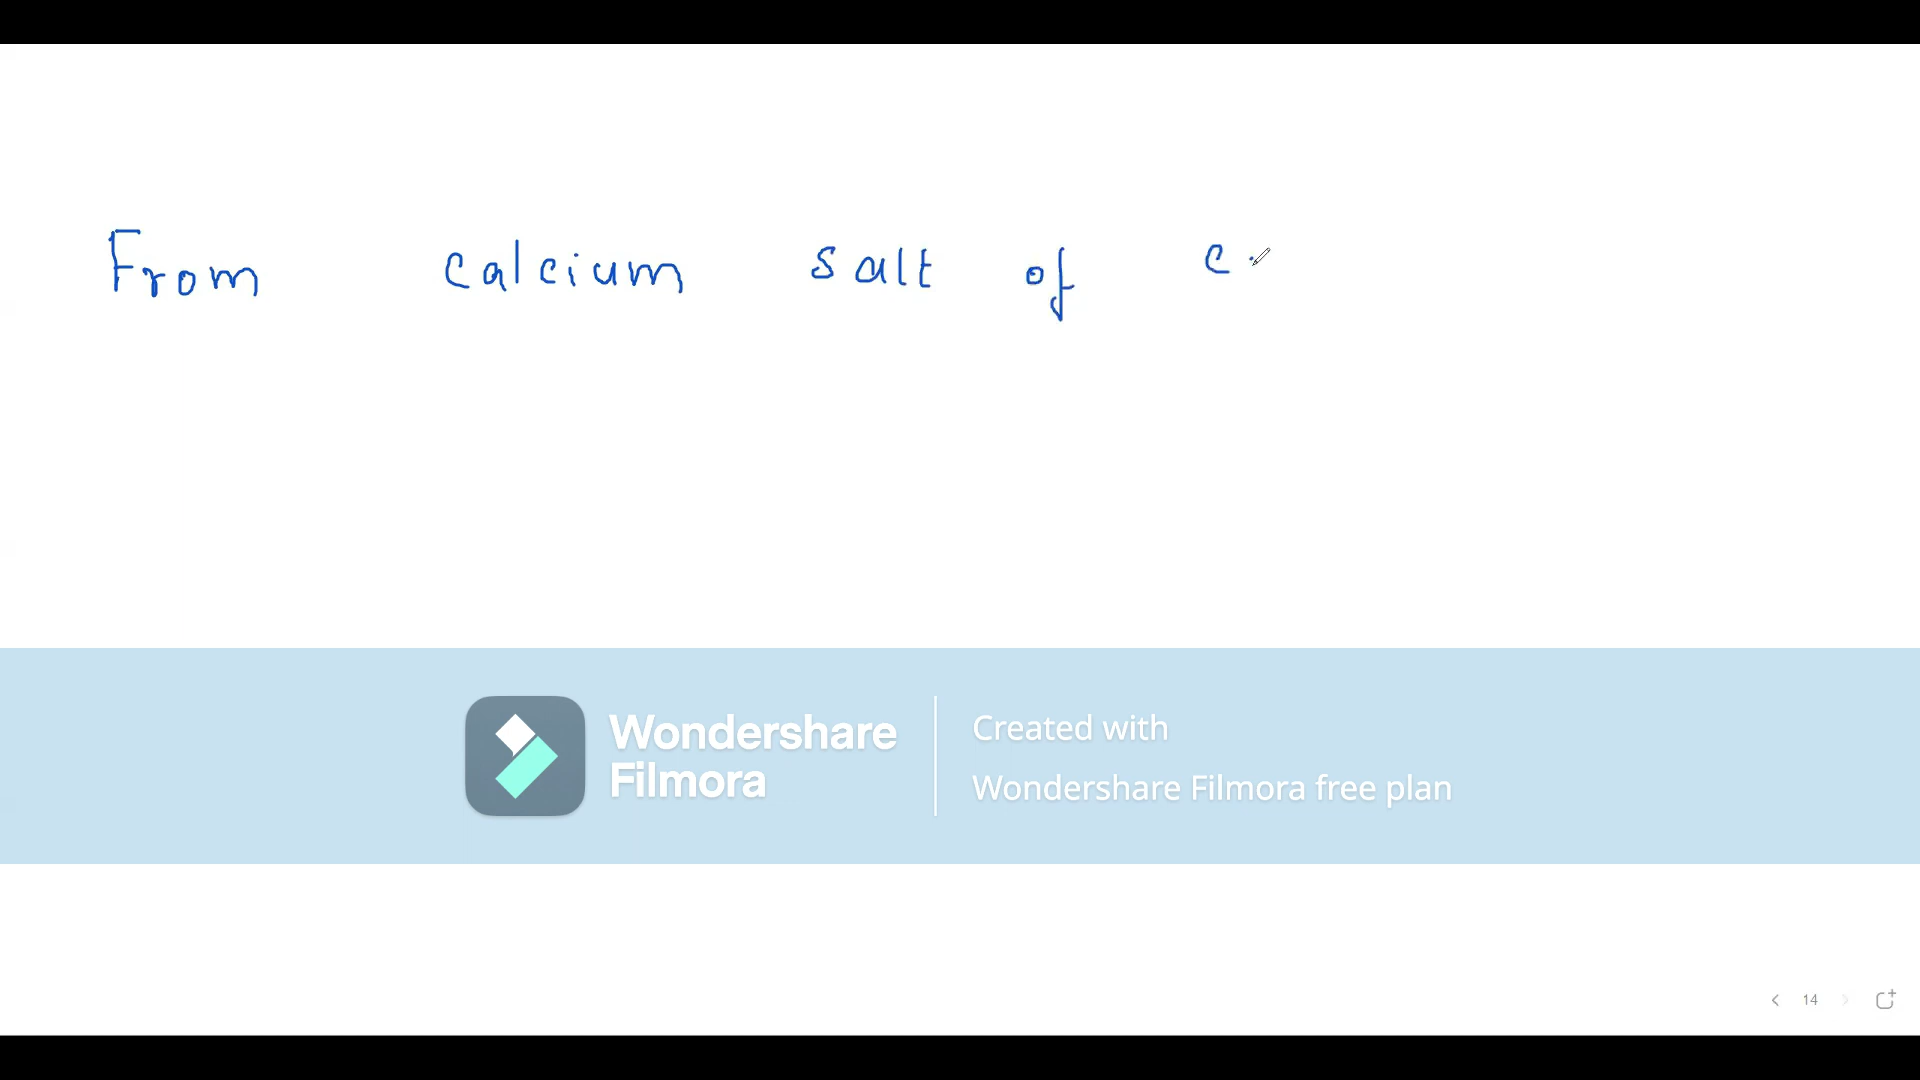 From calcium salt of c
Wondershare
Filmora
Created with
Wondershare Filmora free plan
14